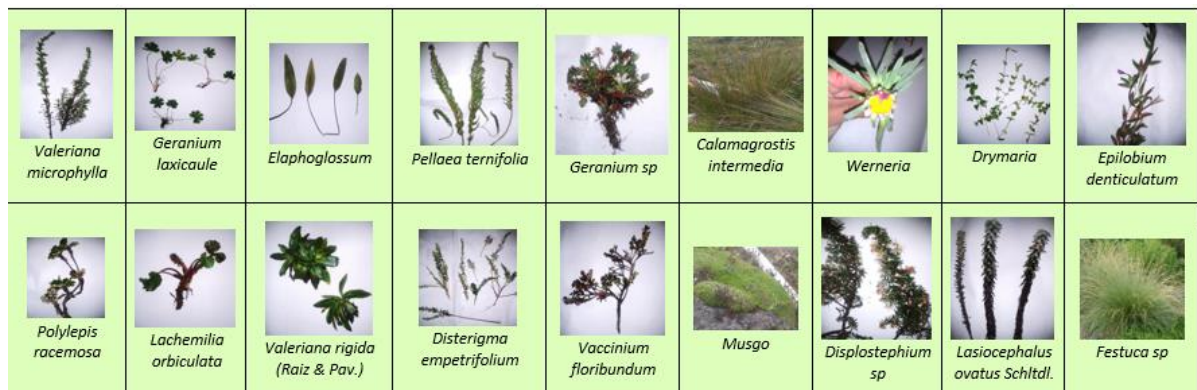 Valeriana
microphylla
Geranium
laxicaule
Elaphoglossum
Pellaea ternifolia
Geranium sp
Calamagrostis
intermedia
Werneria
Drymaria
Epilobium
denticulatum
Polylepis
racemosa
Lachemilia
orbiculata
Valeriana rigida
(Raiz & Pav.)
Disterigma
empetrifolium
Vaccinium
floribundum
Musgo
Displostephium
sp
Lasiocephalus
ovatus Schltdl.
Festuca sp